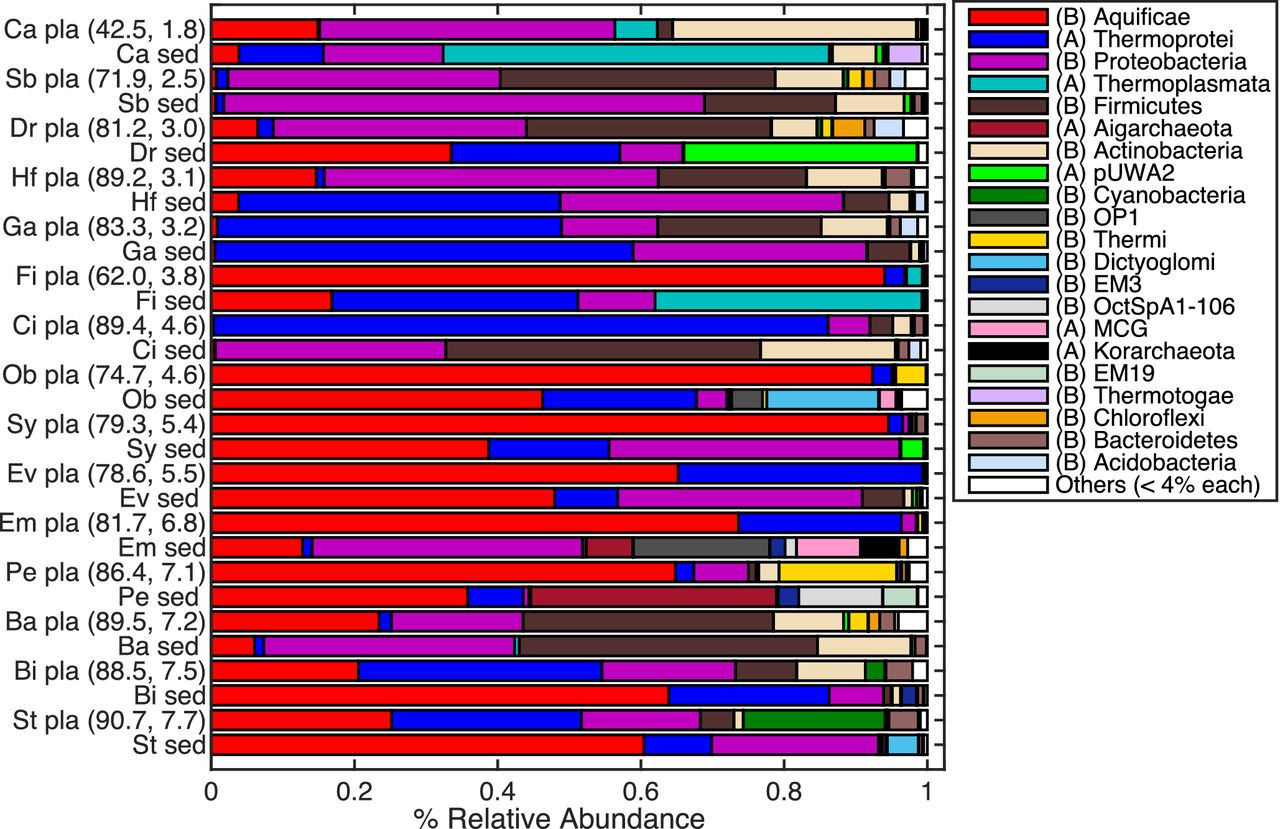 Ca pla (42.5, 1.8)
Ca sed
Sb pla (71.9, 2.5)
Sb sed
Dr pla (81.2, 3.0)
Dr sed
Hf pla (89.2, 3.1)
Hf sed
Ga pla (83.3, 3.2)
Ga sed
Fi pla (62.0, 3.8)
Fi sed
Ci pla (89.4, 4.6)
Ci sed
Ob pla (74.7, 4.6)
Ob sed
Sy pla (79.3, 5.4)
Sy sed
Ev pla (78.6, 5.5)
Ev sed
Em pla (81.7, 6.8)
Em sed
Pe pla (86.4, 7.1)
Pe sed
Ba pla (89.5, 7.2)
Ba sed
Bi pla (88.5, 7.5)
Bi sed
St pla (90.7, 7.7)
St sed
0 0.2 0.4 0.6 0.8 1
% Relative Abundance
(B) Aquificae
(A) Thermoprotei
(B) Proteobacteria
(A) Thermoplasmata
(B) Firmicutes
(A) Aigarchaeota
(B) Actinobacteria
(A) pUWA2
(B) Cyanobacteria
(B) OP1
(B) Thermi
(B) Dictyoglomi
(B) EM3
(B) OctSpA1-106
(A) MCG
(A) Korarchaeota
(B) EM19
(B) Thermotogae
(B) Chloroflexi
(B) Bacteroidetes
(B) Acidobacteria
Others (< 4% each)